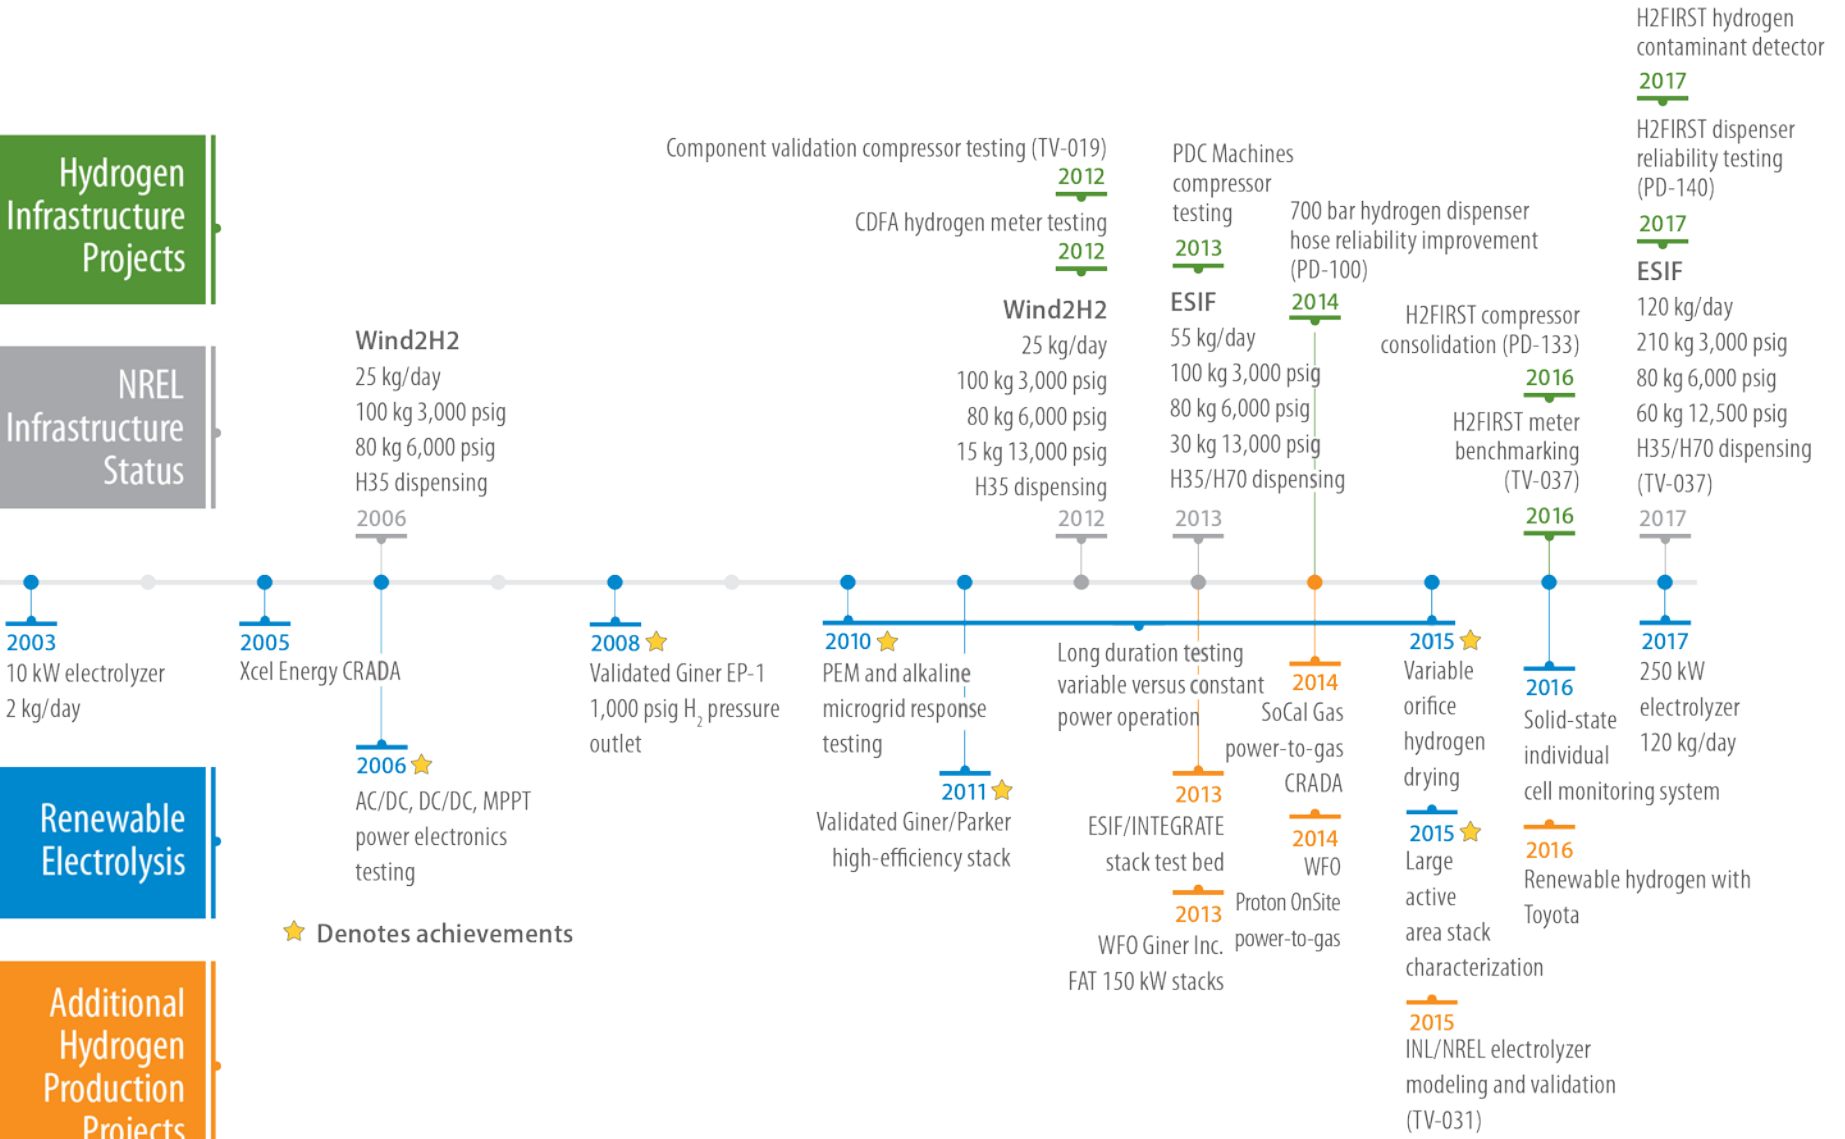 Hydrogen
Infrastructure
Projects
NREL
Infrastructure
Status
Renewable
Electrolysis
Additional
Hydrogen
Production
Projects
Wind2H2
25 kg/day
100 kg 3,000 psig
80 kg 6,000 psig
H35 dispensing
2006
Component validation compressor testing (TV-019)
2012
CDFA hydrogen meter testing
2012
Wind2H2
25 kg/day
100 kg 3,000 psig
80 kg 6,000 psig
15 kg 13,000 psig
H35 dispensing
2012
PDC Machines
compressor
testing
2013
ESIF
55 kg/day
100 kg 3,000 psig
80 kg 6,000 psig
30 kg 13,000 psig
H35/H70 dispensing
2013
700 bar hydrogen dispenser
hose reliability improvement
(PD-100)
2014
H2FIRST compressor
consolidation (PD-133)
2016
H2FIRST meter
benchmarking
(TV-037)
2016
H2FIRST hydrogen
contaminant detector
2017
H2FIRST dispenser
reliability testing
(PD-140)
2017
ESIF
120 kg/day
210 kg 3,000 psig
80 kg 6,000 psig
60 kg 12,500 psig
H35/H70 dispensing
(TV-037)
2017
2003
10 kW electrolyzer
2 kg/day
2005
Xcel Energy CRADA
2006
AC/DC, DC/DC, MPPT
power electronics
testing
2008
Validated Giner EP-1
1,000 psig H₂ pressure
outlet
2010
PEM and alkaline
microgrid response
testing
2011
Validated Giner/Parker
high-efficiency stack
Long duration testing
variable versus constant
power operation
2013
ESIF/INTEGRATE
stack test bed
2013
WFO Giner Inc.
FAT 150 kW stacks
2014
SoCal Gas
power-to-gas
CRADA
2014
WFO
Proton OnSite
power-to-gas
2015
Variable
orifice
hydrogen
drying
2015
Large
active
area stack
characterization
2015
INL/NREL electrolyzer
modeling and validation
(TV-031)
2016
Solid-state
individual
cell monitoring system
2016
Renewable hydrogen with
Toyota
2017
250 kW
electrolyzer
120 kg/day
Denotes achievements